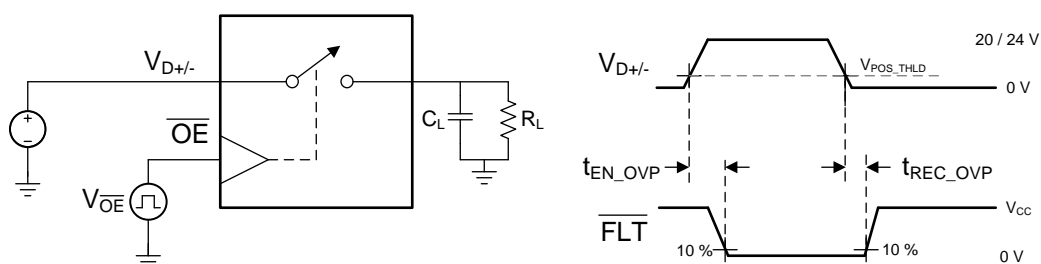 V_D+/-
+
−
OE
V_OE
C_L
R_L
V_D+/-
20 / 24 V
V_POS_THLD
0 V
t_EN_OVP
t_REC_OVP
FLT
V_CC
10 %
10 %
0 V